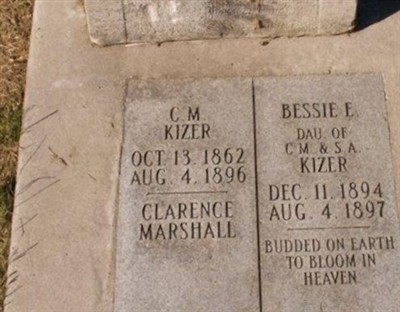 C M
KIZER
OCT. 13. 1862
AUG. 4. 1896
CLARENCE
MARSHALL
BESSIE E.
DAU. OF
C M & S A
KIZER
DEC. 11. 1894
AUG. 4. 1897
BUDDED ON EARTH
TO BLOOM IN
HEAVEN